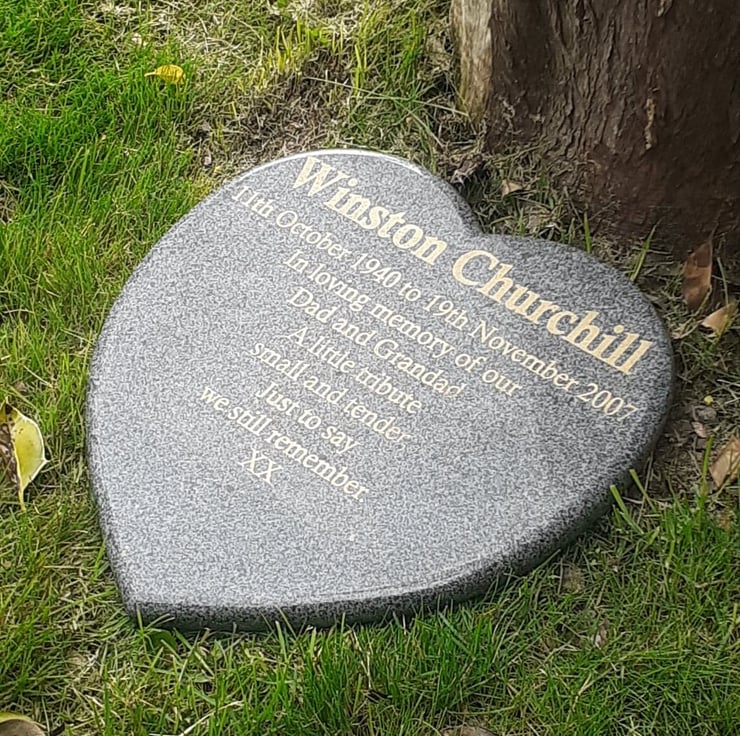 Winston Churchill
11th October 1940 to 19th November 2007
In loving memory of our
Dad and Grandad
A little tribute
small and tender
Just to say
we still remember
XX